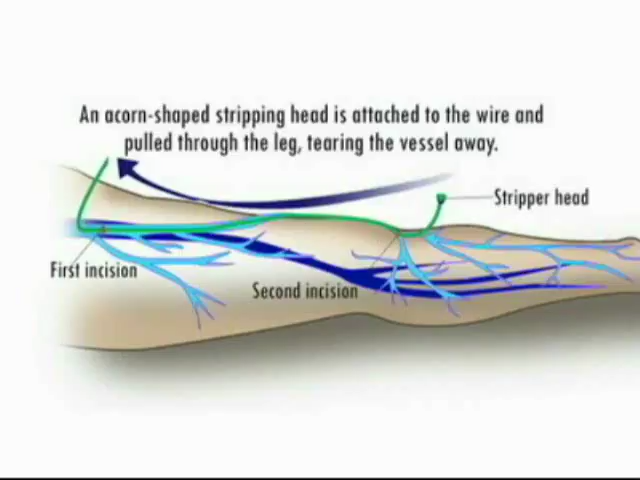 An acorn-shaped stripping head is attached to the wire and
pulled through the leg, tearing the vessel away.
Stripper head
First incision
Second incision